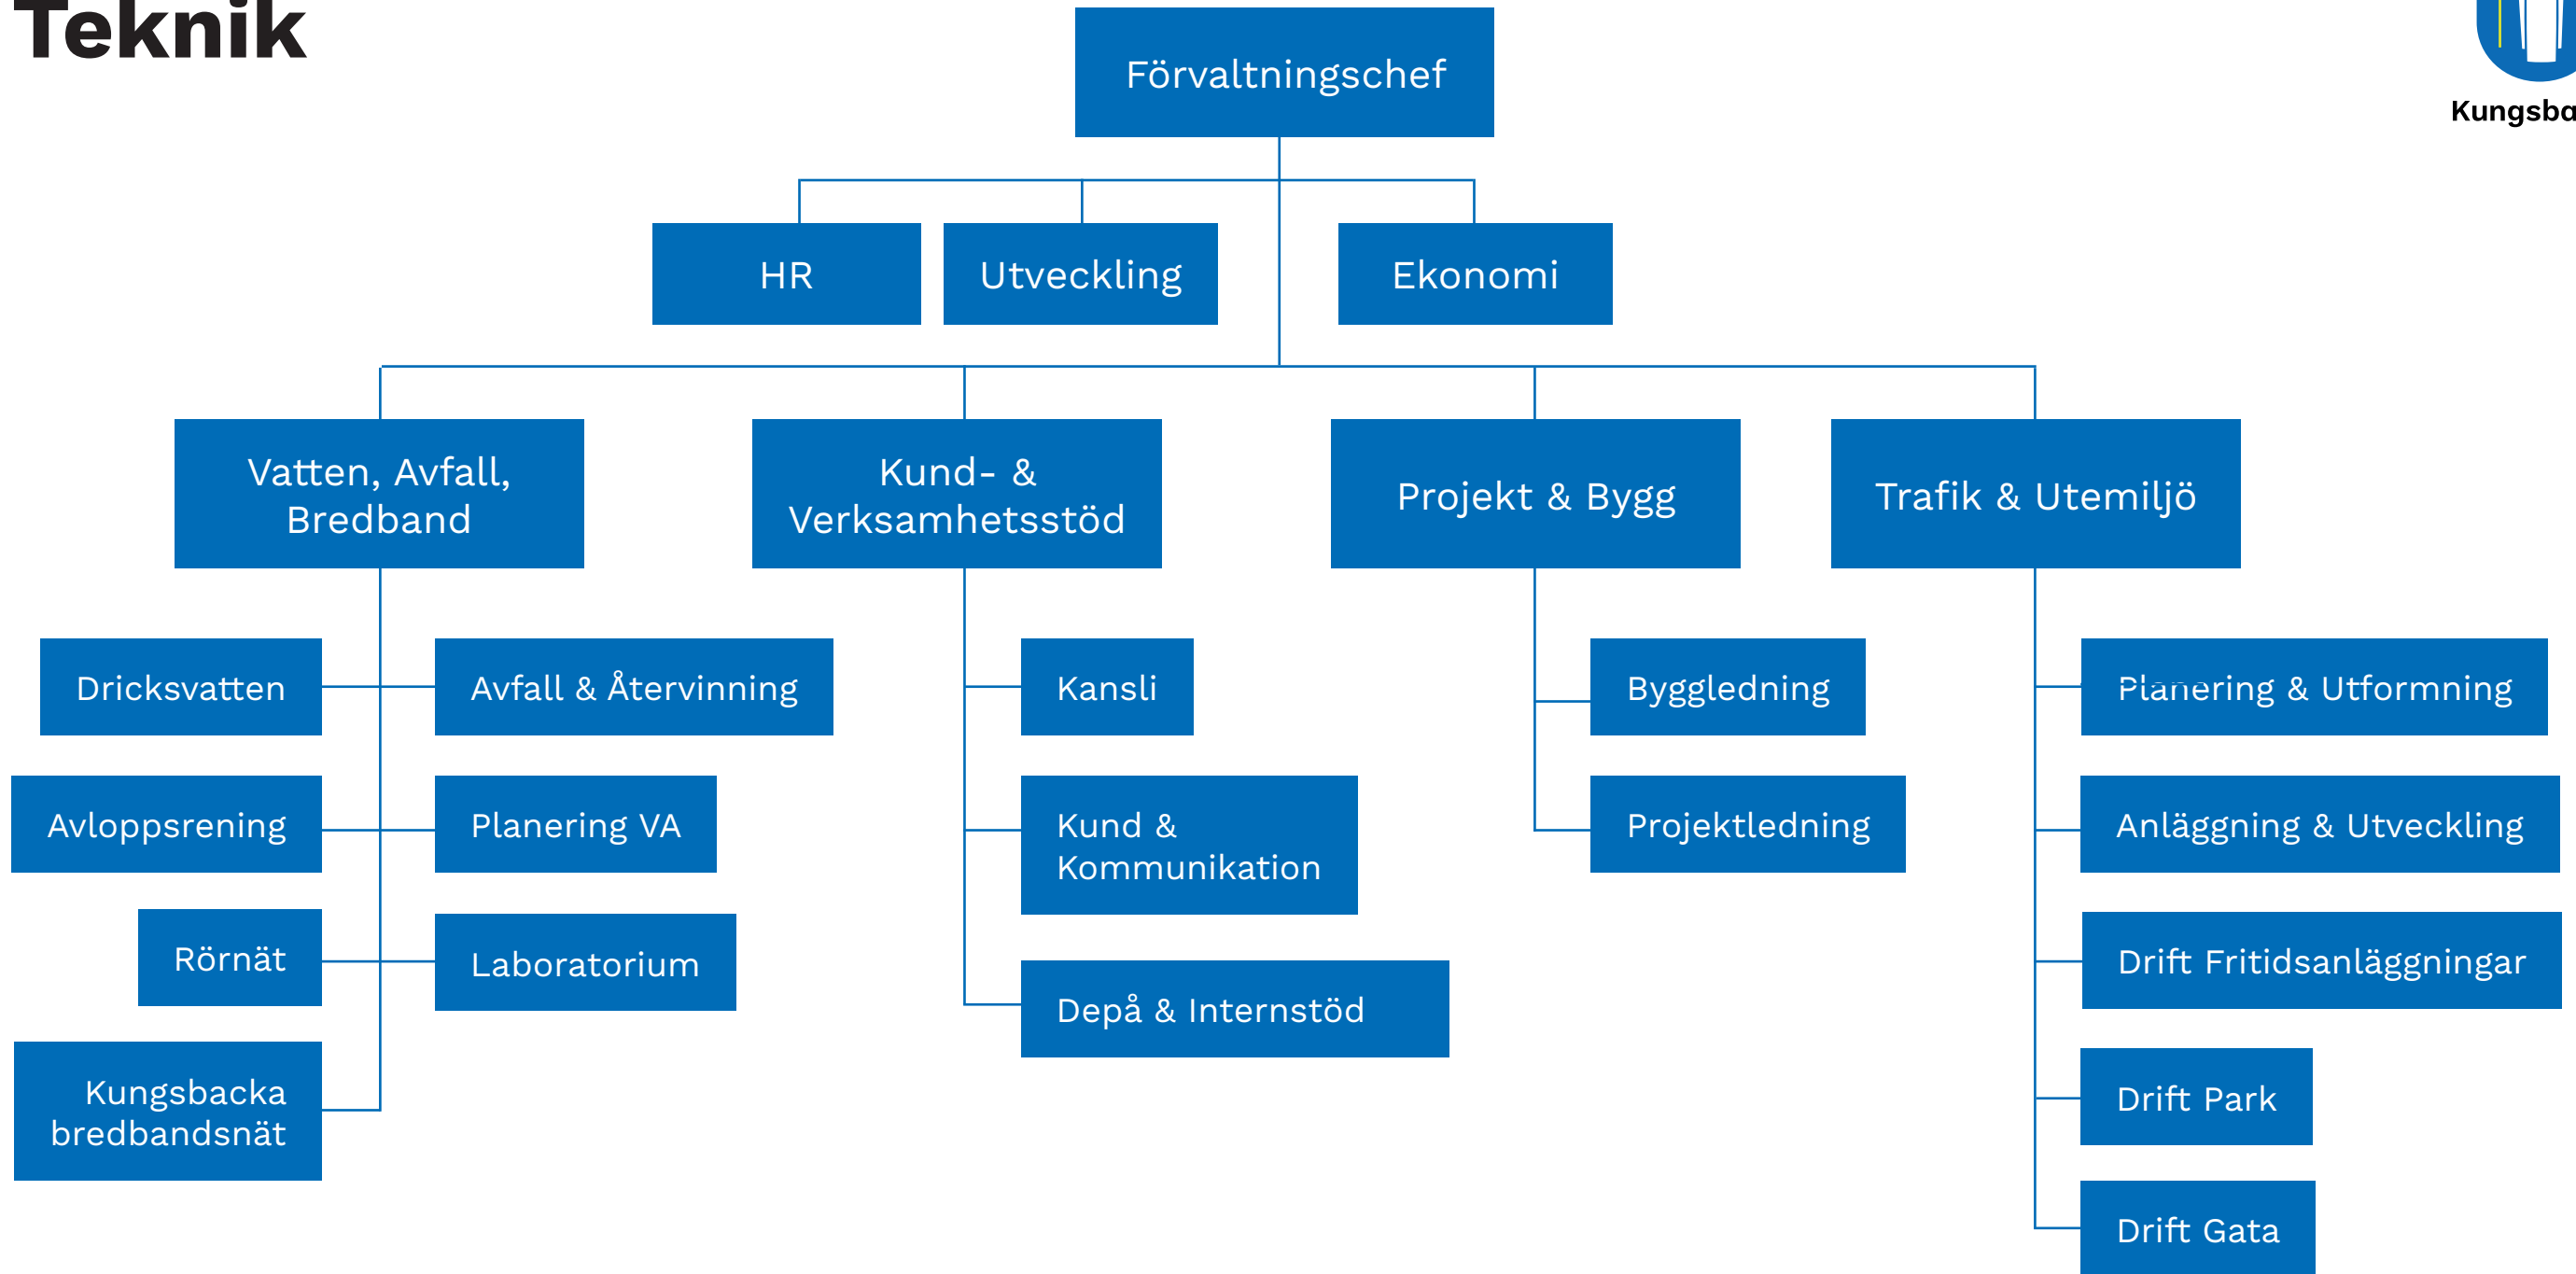 Teknik
Förvaltningschef
HR
Utveckling
Ekonomi
Vatten, Avfall,
Bredband
Kund- &
Verksamhetsstöd
Projekt & Bygg
Trafik & Utemiljö
Dricksvatten
Avfall & Återvinning
Avloppsrening
Planering VA
Rörnät
Laboratorium
Kungsbacka
bredbandsnät
Kansli
Kund &
Kommunikation
Depå & Internstöd
Byggledning
Projektledning
Planering & Utformning
Anläggning & Utveckling
Drift Fritidsanläggningar
Drift Park
Drift Gata